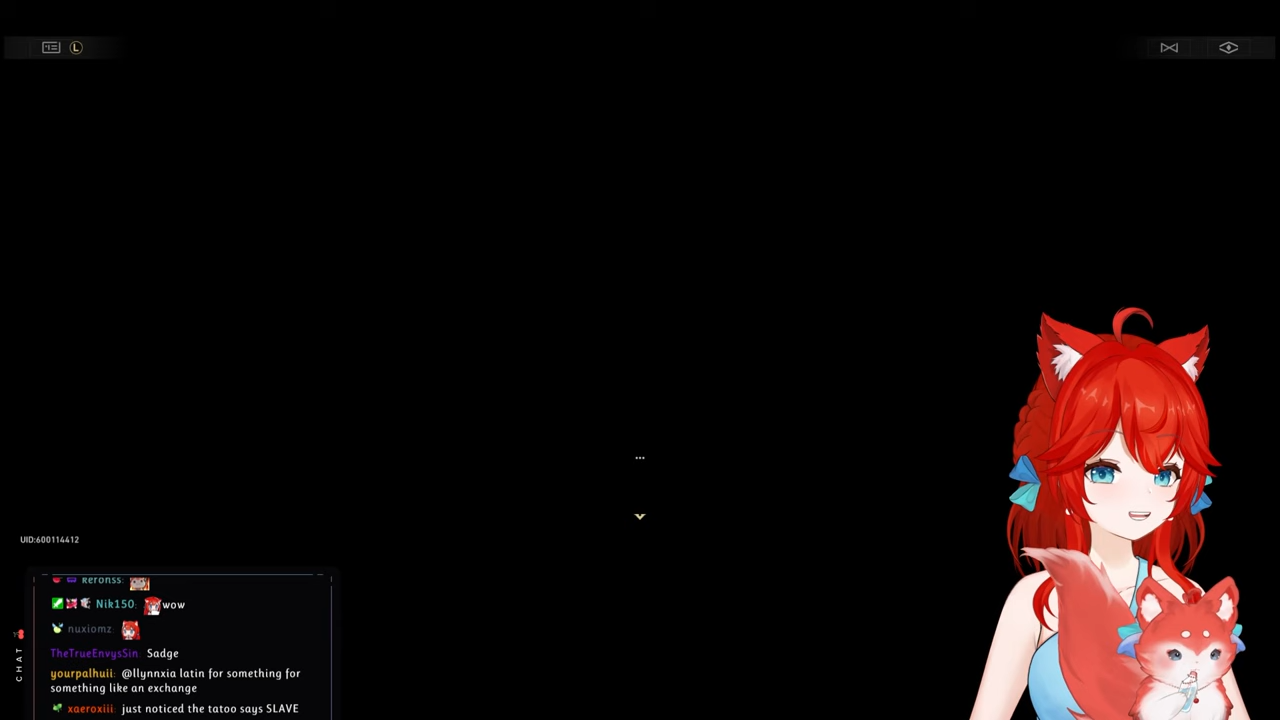 L
...
UID:600114412
Reronss:
Nik150: wow
nuxiomz:
TheTrueEnvysSin: Sadge
yourpalhuii: @llynnxia latin for something for
something like an exchange
xaeroxiii: just noticed the tatoo says SLAVE
CHAT